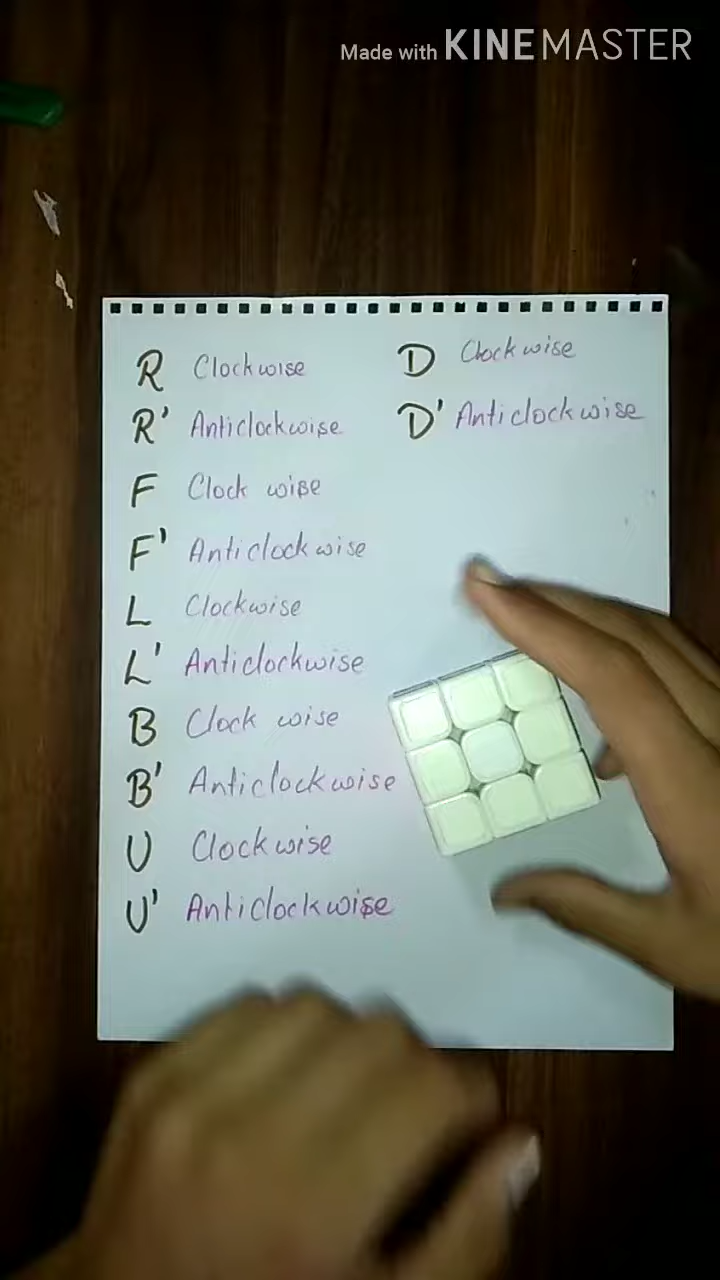 Made with KINEMASTER
R Clockwise
R' Anticlockwise
F Clock wise
F' Anticlockwise
L Clockwise
L' Anticlockwise
B Clock wise
B' Anticlockwise
U Clockwise
U' Anticlockwise
D Clockwise
D' Anticlockwise